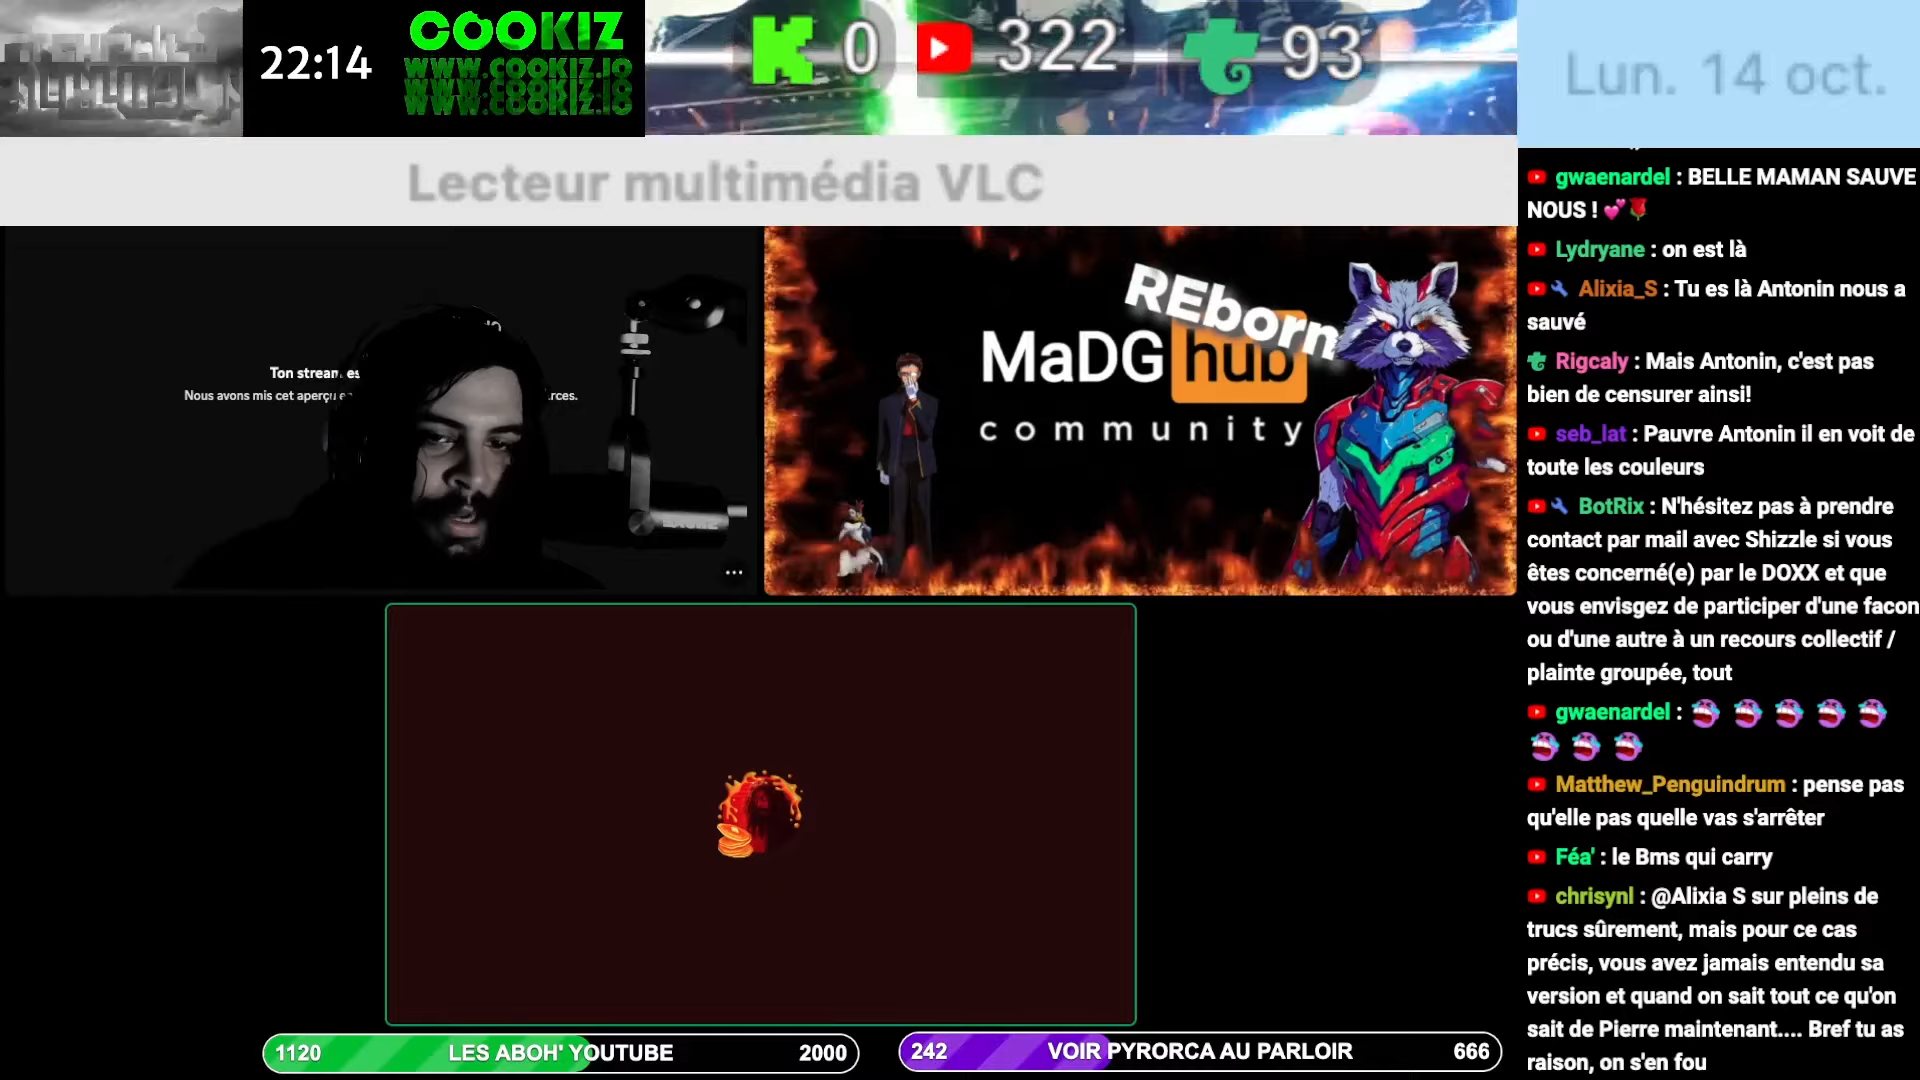 22:14
COOKIZ
WWW.COOKIZ.IO
WWW.COOKIZ.IO
WWW.COOKIZ.IO
0
322
93
Lun. 14 oct.
Lecteur multimédia VLC
Ton stream es
Nous avons mis cet aperçu e
rces.
REborn
MaDG hub
community
gwaenardel : BELLE MAMAN SAUVE
NOUS ! 💕🌹
Lydryane : on est là
Alixia_S : Tu es là Antonin nous a
sauvé
Rigcaly : Mais Antonin, c'est pas
bien de censurer ainsi!
seb_lat : Pauvre Antonin il en voit de
toute les couleurs
BotRix : N'hésitez pas à prendre
contact par mail avec Shizzle si vous
êtes concerné(e) par le DOXX et que
vous envisgez de participer d'une facon
ou d'une autre à un recours collectif /
plainte groupée, tout
gwaenardel :
Matthew_Penguindrum : pense pas
qu'elle pas quelle vas s'arrêter
Féa' : le Bms qui carry
chrisynl : @Alixia S sur pleins de
trucs sûrement, mais pour ce cas
précis, vous avez jamais entendu sa
version et quand on sait tout ce qu'on
sait de Pierre maintenant.... Bref tu as
raison, on s'en fou
1120 LES ABOH' YOUTUBE 2000
242 VOIR PYRORCA AU PARLOIR 666